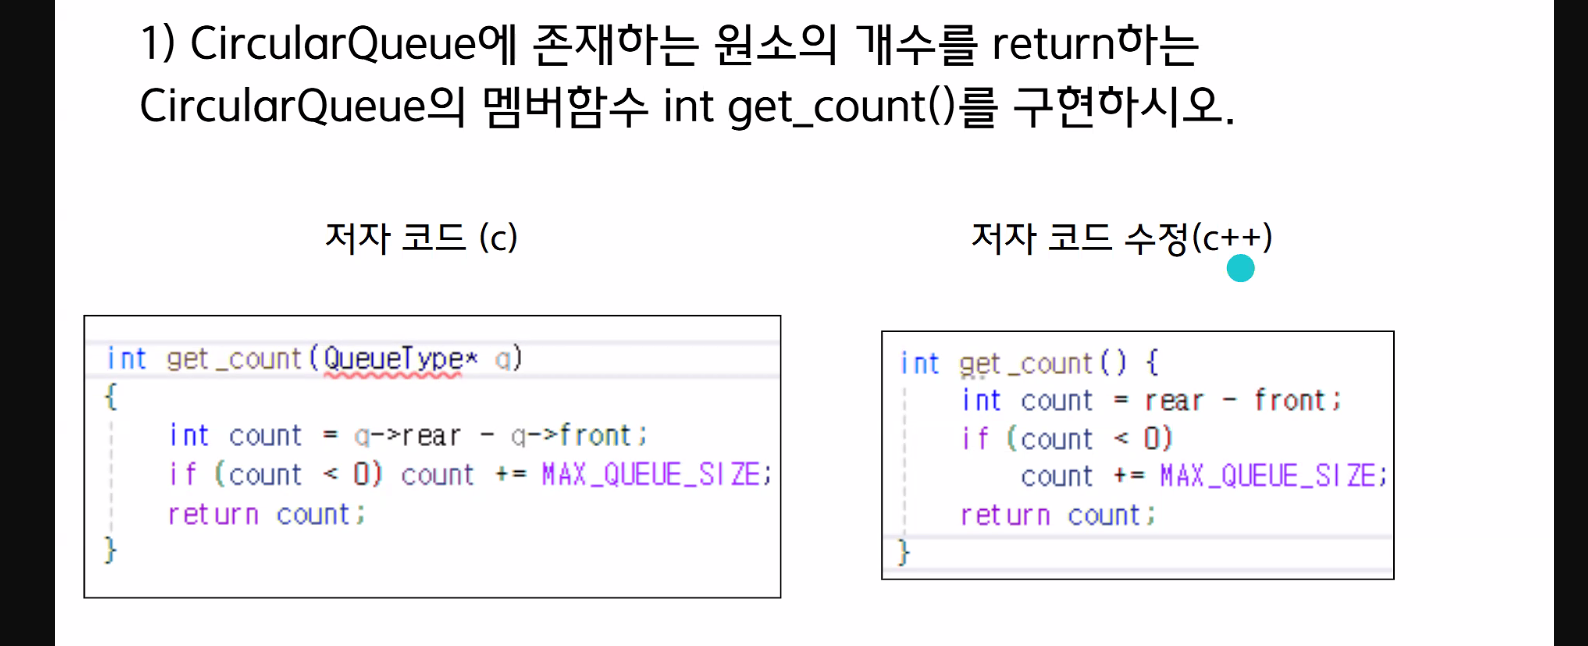 1) CircularQueue에 존재하는 원소의 개수를 return하는
CircularQueue의 멤버함수 int get_count()를 구현하시오.
저자 코드 (c)
저자 코드 수정(c++)
int get_count(QueueType* q)
{
int count = q->rear - q->front;
if (count < 0) count += MAX_QUEUE_SIZE;
return count;
}
int get_count() {
int count = rear - front;
if (count < 0)
count += MAX_QUEUE_SIZE;
return count;
}